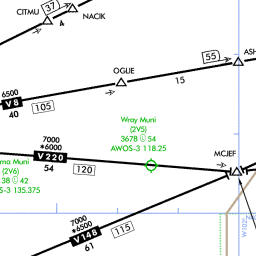 CITMU
37
NACIK
4
55
ASH
OGUE
15
6500
V8
40
105
Wray Muni
(2V5)
3678 54
AWOS-3 118.25
7000
*6000
V220
54
120
MCJEF
ma Muni
(2V6)
38 42
S-3 135.375
7000
*6500
V148
61
115
W102